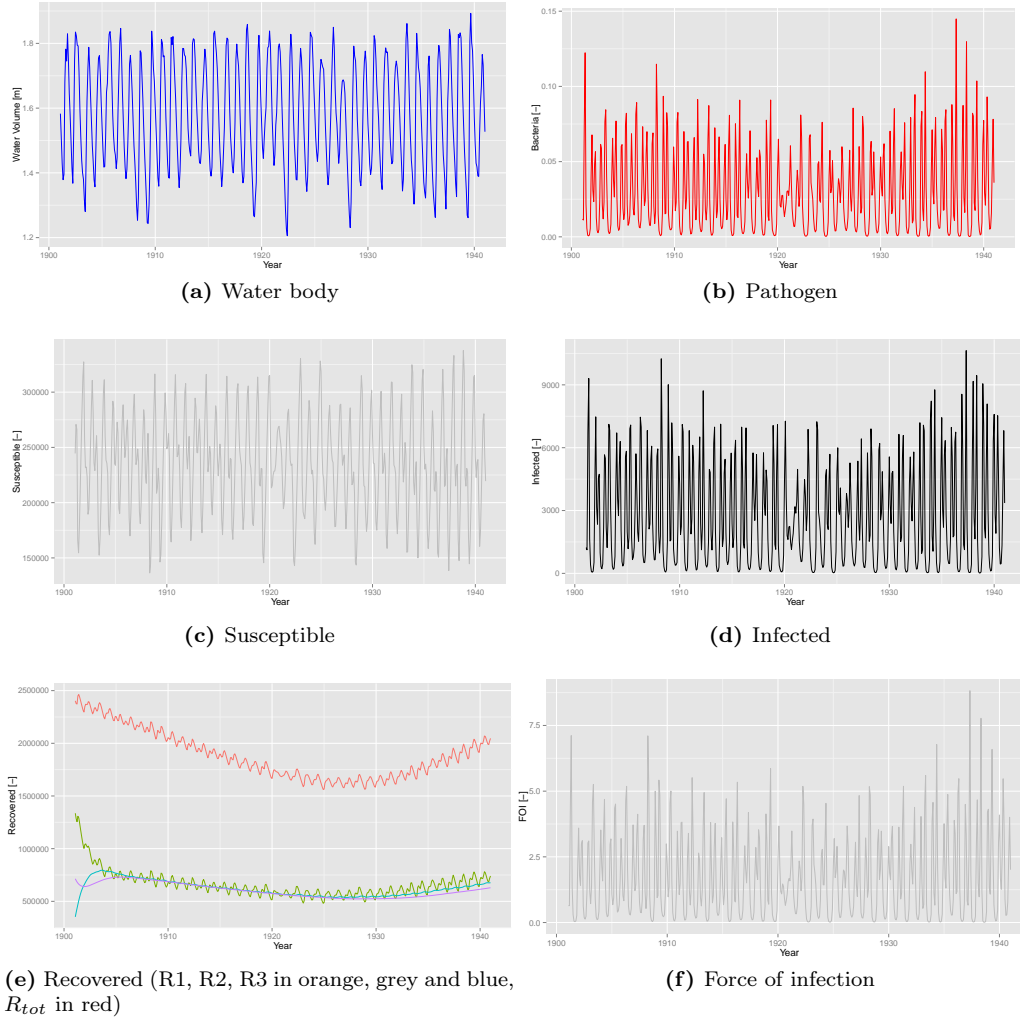 1.8
1.6
1.4
1.2
Water Volume [m]
1900
1910
1920
1930
1940
Year
(a) Water body
0.15
0.10
0.05
0.00
Bacteria [–]
1900
1910
1920
1930
1940
Year
(b) Pathogen
300000
250000
200000
150000
Susceptible [–]
1900
1910
1920
1930
1940
Year
(c) Susceptible
9000
6000
3000
0
Infected [–]
1900
1910
1920
1930
1940
Year
(d) Infected
2500000
2000000
1500000
1000000
500000
Recovered [–]
1900
1910
1920
1930
1940
Year
(e) Recovered (R1, R2, R3 in orange, grey and blue,
R_tot in red)
7.5
5.0
2.5
0.0
FOI [–]
1900
1910
1920
1930
1940
Year
(f) Force of infection